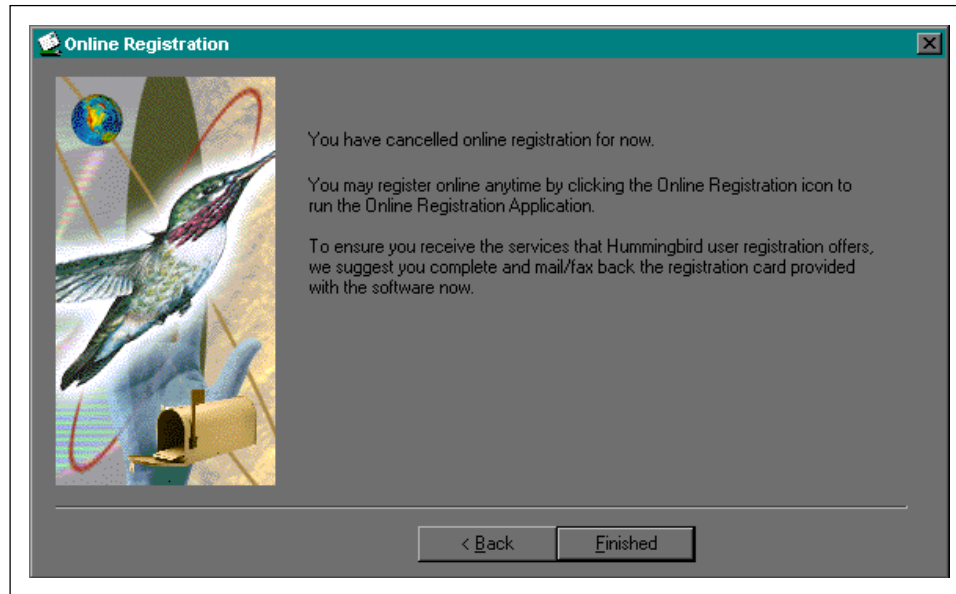 Online Registration
You have cancelled online registration for now.
You may register online anytime by clicking the Online Registration icon to
run the Online Registration Application.
To ensure you receive the services that Hummingbird user registration offers,
we suggest you complete and mail/fax back the registration card provided
with the software now.
< Back Finished